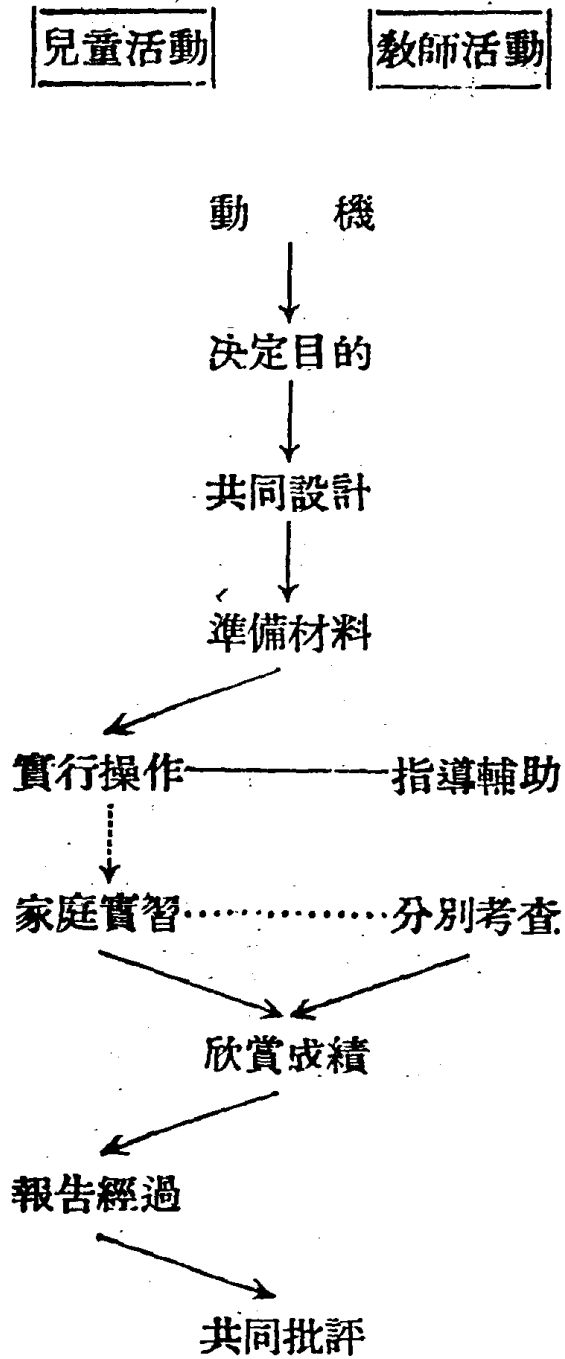 兒童活動 教師活動
動 機
決定目的
共同設計
準備材料
實行操作 指導輔助
家庭實習 分別考查
欣賞成績
報告經過
共同批評